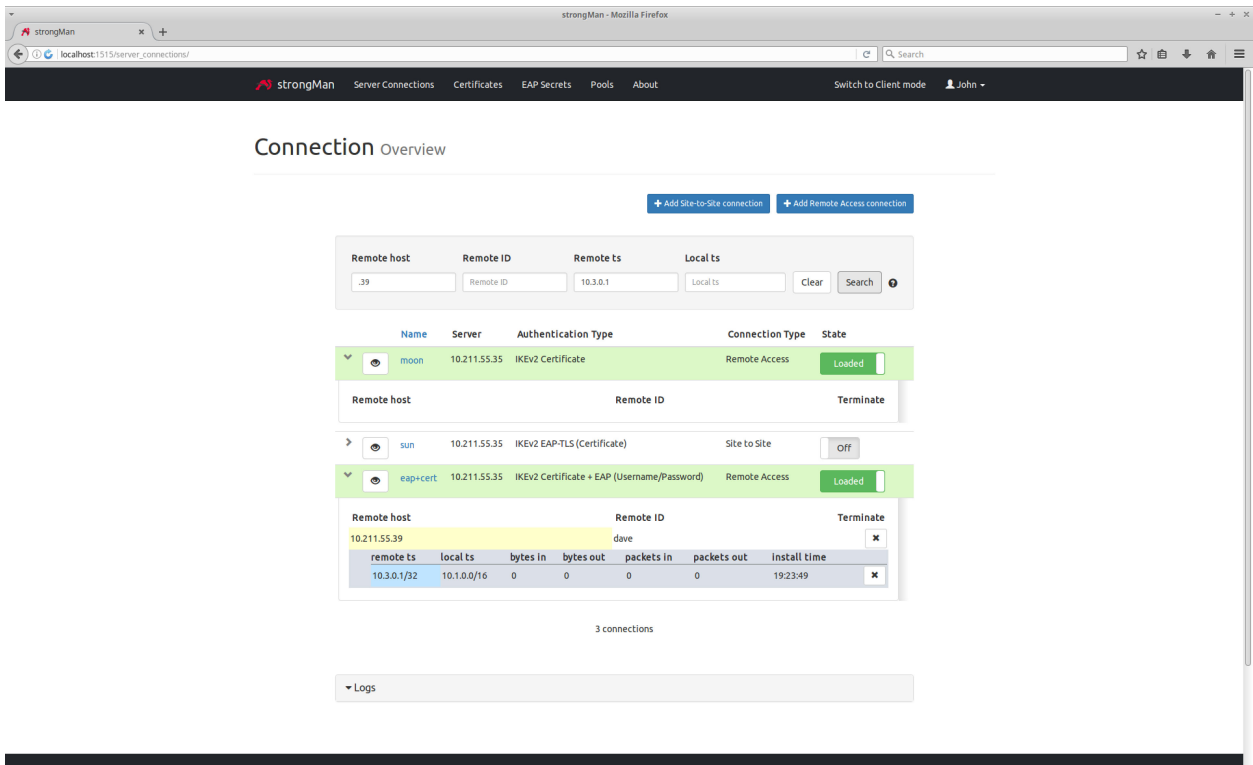 strongMan - Mozilla Firefox
strongMan
localhost:1515/server_connections/
Search
strongMan Server Connections Certificates EAP Secrets Pools About Switch to Client mode John
Connection Overview
Add Site-to-Site connection Add Remote Access connection
Remote host Remote ID Remote ts Local ts
.39 Remote ID 10.3.0.1 Local ts Clear Search
Name Server Authentication Type Connection Type State
moon 10.211.55.35 IKEv2 Certificate Remote Access Loaded
Remote host Remote ID Terminate
sun 10.211.55.35 IKEv2 EAP-TLS (Certificate) Site to Site Off
eap+cert 10.211.55.35 IKEv2 Certificate + EAP (Username/Password) Remote Access Loaded
Remote host Remote ID Terminate
10.211.55.39 dave
remote ts local ts bytes in bytes out packets in packets out install time
10.3.0.1/32 10.1.0.0/16 0 0 0 0 19:23:49
3 connections
Logs